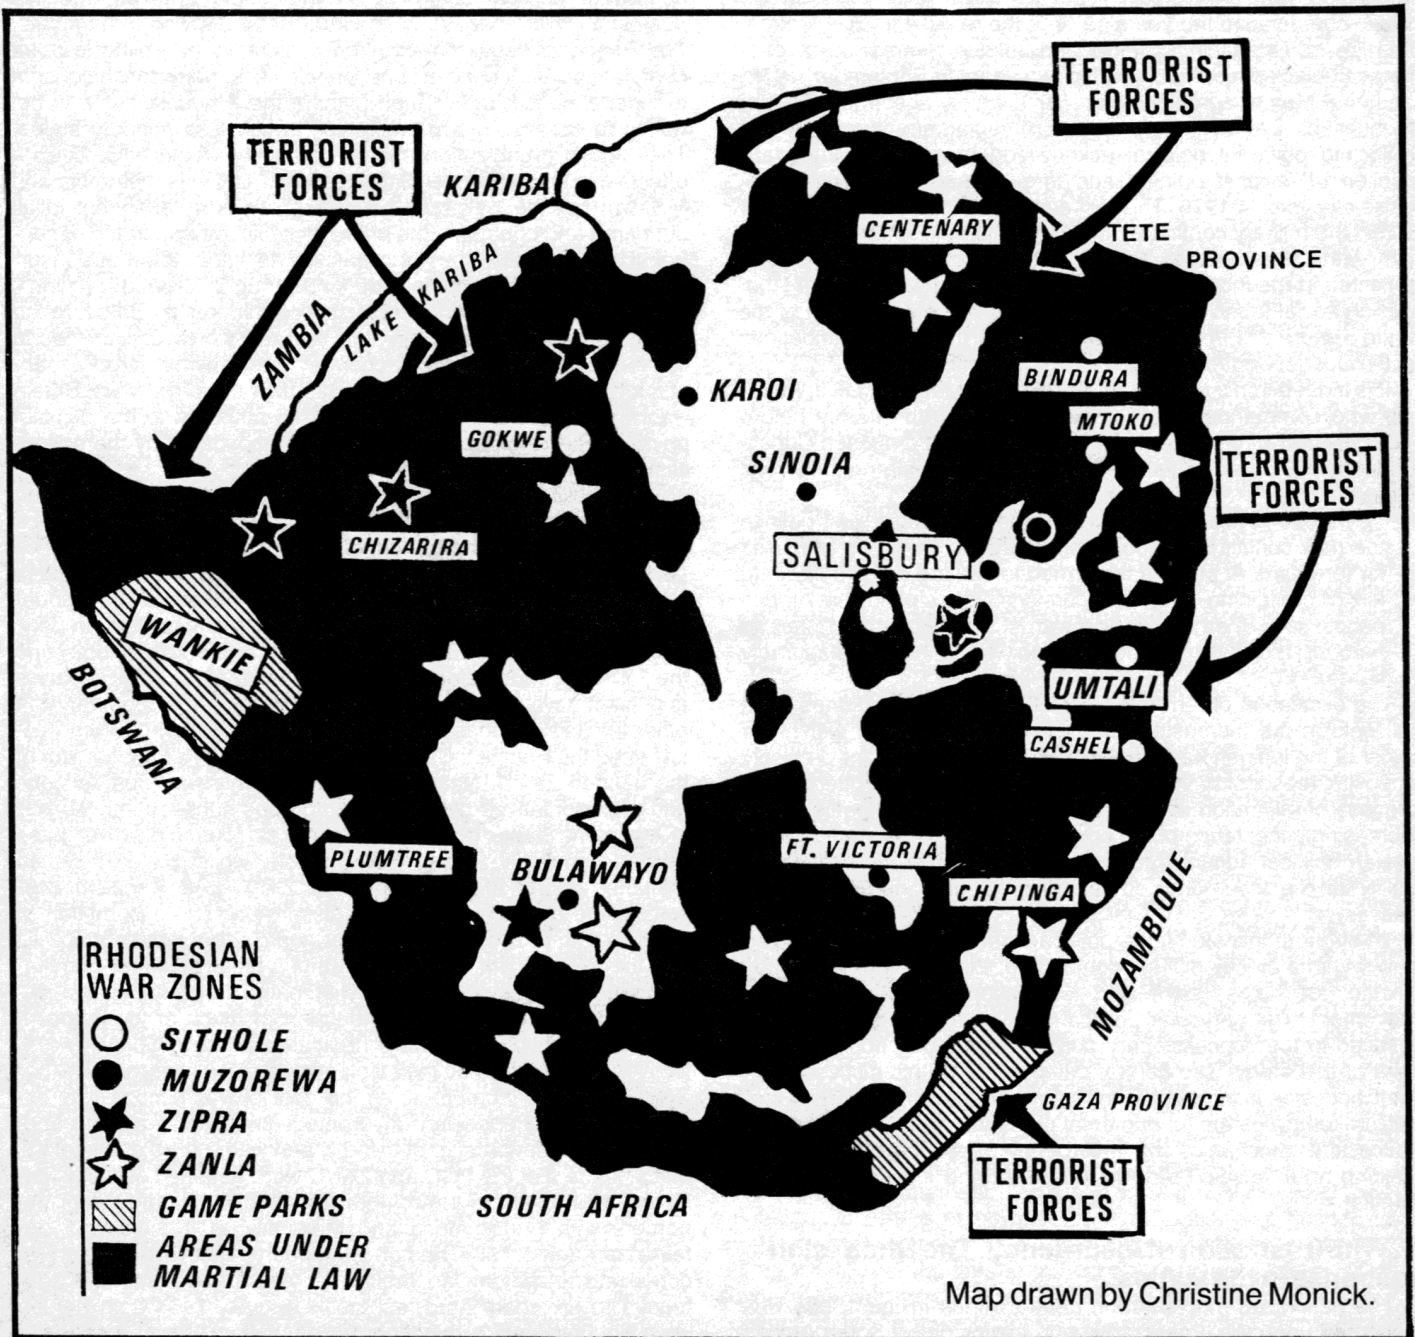 TERRORIST
FORCES
TERRORIST
FORCES
KARIBA
CENTENARY
TETE
PROVINCE
LAKE KARIBA
ZAMBIA
BINDURA
KAROI
MTOKO
GOKWE
SINOIA
TERRORIST
FORCES
CHIZARIRA
SALISBURY
WANKIE
UMTALI
BOTSWANA
CASHEL
FT. VICTORIA
PLUMTREE
BULAWAYO
CHIPINGA
MOZAMBIQUE
RHODESIAN
WAR ZONES
SITHOLE
MUZOREWA
ZIPRA
ZANLA
GAME PARKS
AREAS UNDER
MARTIAL LAW
GAZA PROVINCE
TERRORIST
FORCES
SOUTH AFRICA
Map drawn by Christine Monick.